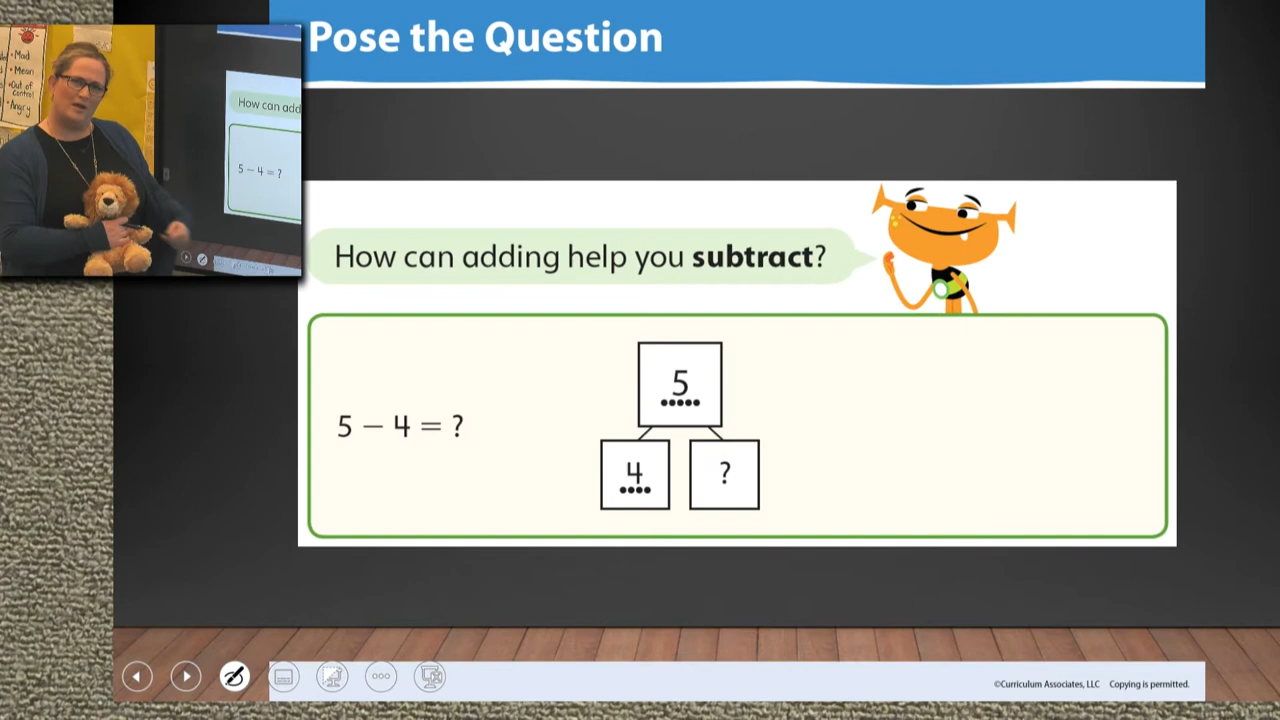 Pose the Question
• Mad
• Mean
• Out of
Control
• Angry
How can add
5 – 4 = ?
How can adding help you subtract?
5 – 4 = ?
5
4 ?
©Curriculum Associates, LLC Copying is permitted.